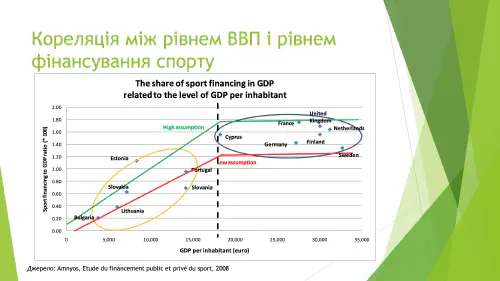 Кореляція між рівнем ВВП і рівнем
фінансування спорту
The share of sport financing in GDP
related to the level of GDP per inhabitant
Sport financing to GDP ratio (* 100)
2.00
1.80
1.60
1.40
1.20
1.00
0.80
0.60
0.40
0.20
0.00
High assumption
Low assumption
United
Kingdom
France
Netherlands
Cyprus
Germany
Finland
Sweden
Estonia
Portugal
Slovakia
Slovenia
Lithuania
Bulgaria
0 5,000 10,000 15,000 20,000 25,000 30,000 35,000
GDP per inhabitant (euro)
Джерело: Amnyos, Etude du financement public et privé du sport, 2008